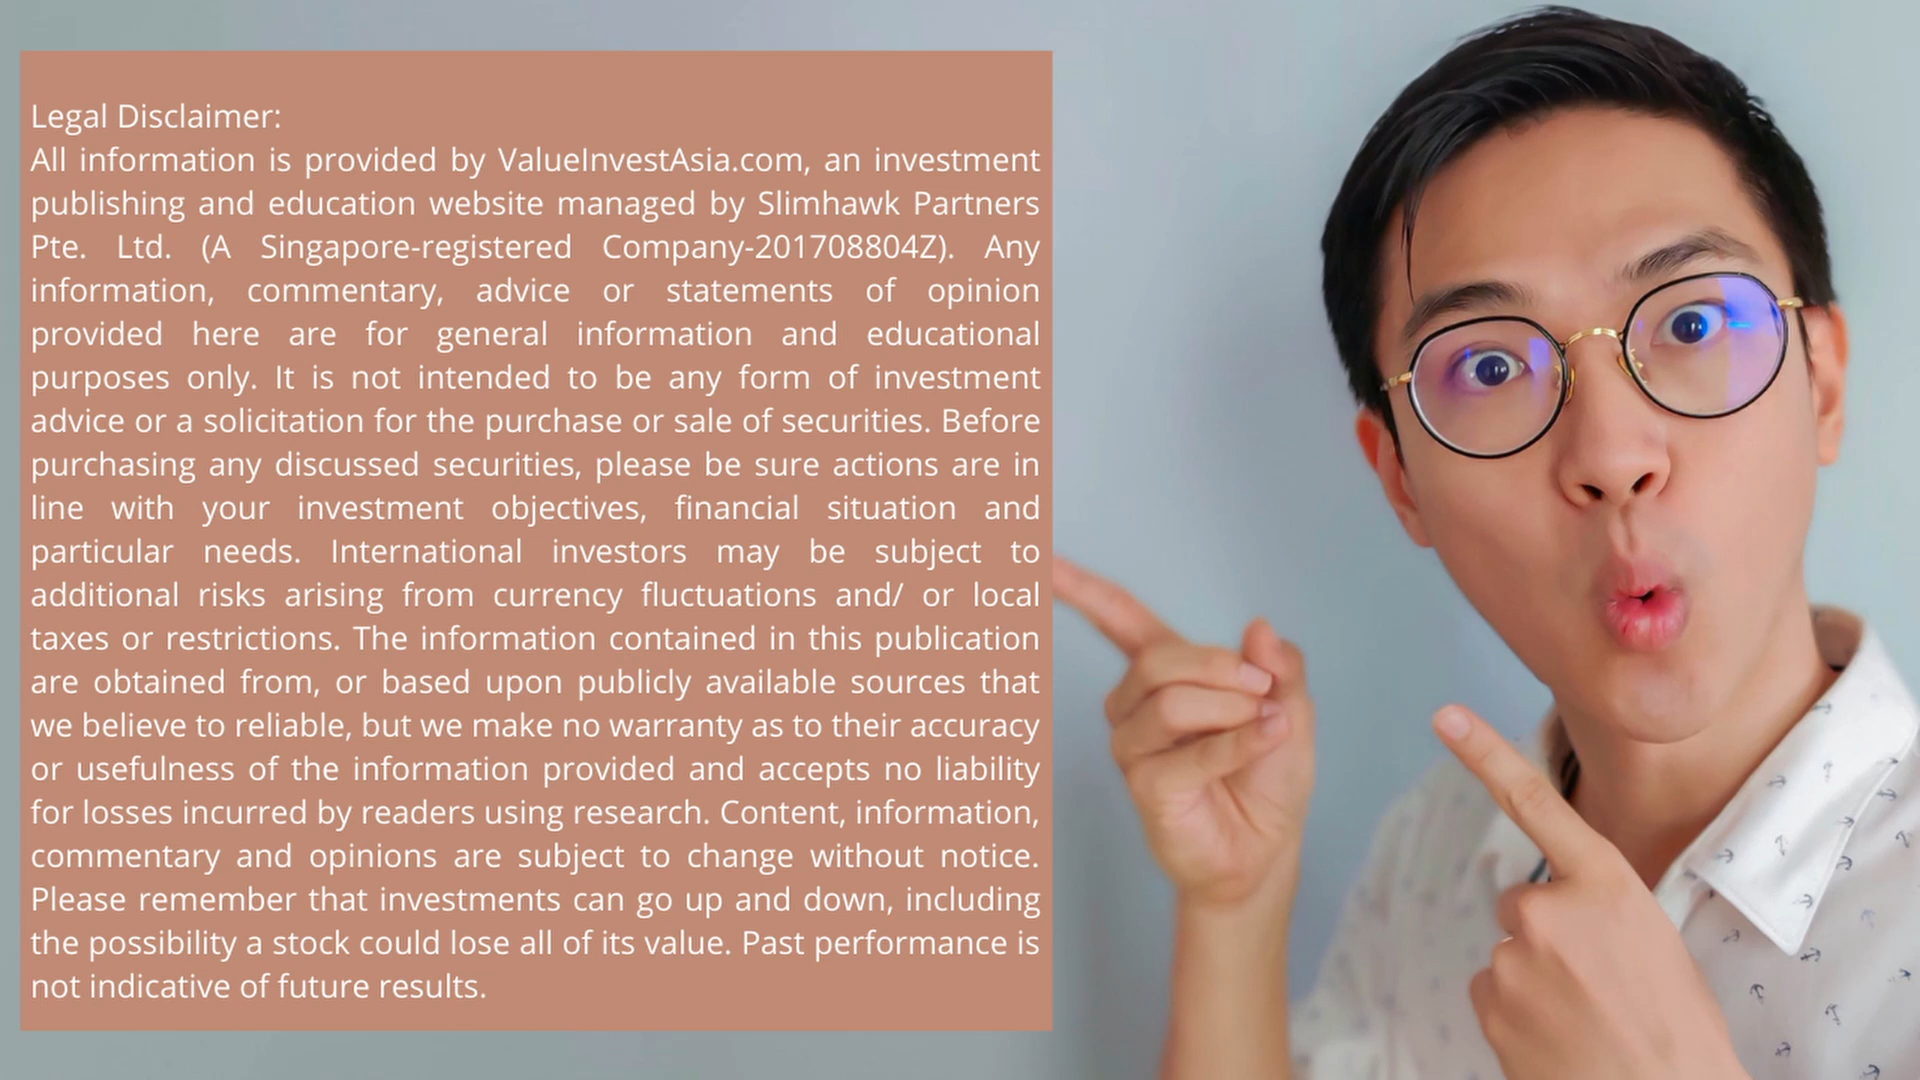 Legal Disclaimer:
All information is provided by ValueInvestAsia.com, an investment
publishing and education website managed by Slimhawk Partners
Pte. Ltd. (A Singapore-registered Company-201708804Z). Any
information, commentary, advice or statements of opinion
provided here are for general information and educational
purposes only. It is not intended to be any form of investment
advice or a solicitation for the purchase or sale of securities. Before
purchasing any discussed securities, please be sure actions are in
line with your investment objectives, financial situation and
particular needs. International investors may be subject to
additional risks arising from currency fluctuations and/ or local
taxes or restrictions. The information contained in this publication
are obtained from, or based upon publicly available sources that
we believe to reliable, but we make no warranty as to their accuracy
or usefulness of the information provided and accepts no liability
for losses incurred by readers using research. Content, information,
commentary and opinions are subject to change without notice.
Please remember that investments can go up and down, including
the possibility a stock could lose all of its value. Past performance is
not indicative of future results.